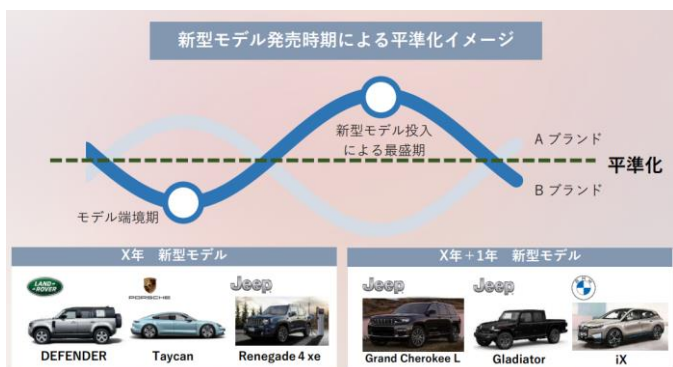 新型モデル発売時期による平準化イメージ
新型モデル投入
による最盛期
A ブランド
平準化
B ブランド
モデル端境期
X年　新型モデル
X年＋1年　新型モデル
LAND-
ROVER
PORSCHE
Jeep
Jeep
Jeep
DEFENDER
Taycan
Renegade 4 xe
Grand Cherokee L
Gladiator
iX